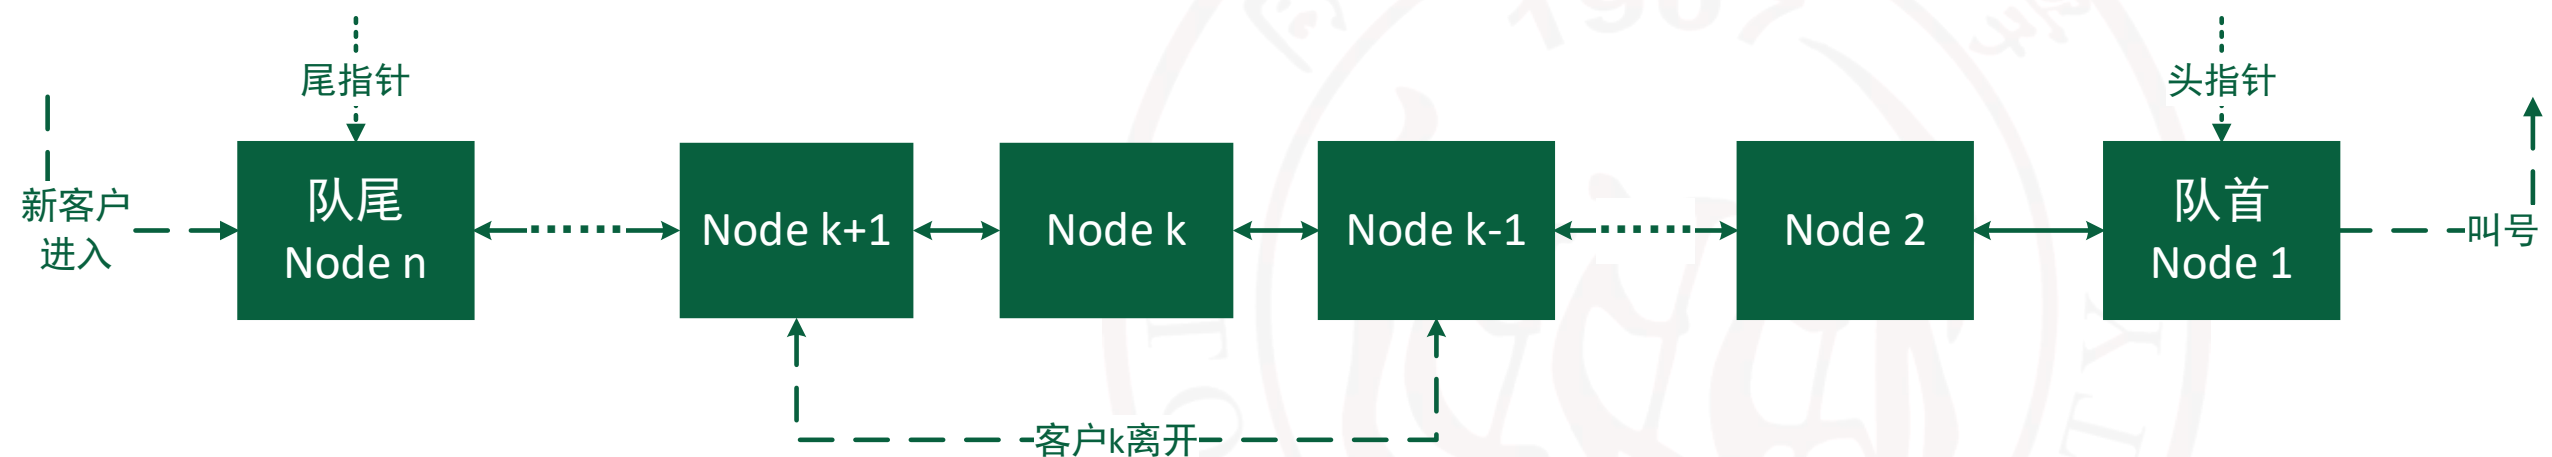 尾指针
头指针
新客户
进入
队尾
Node n
Node k+1
Node k
Node k-1
Node 2
队首
Node 1
叫号
客户k离开